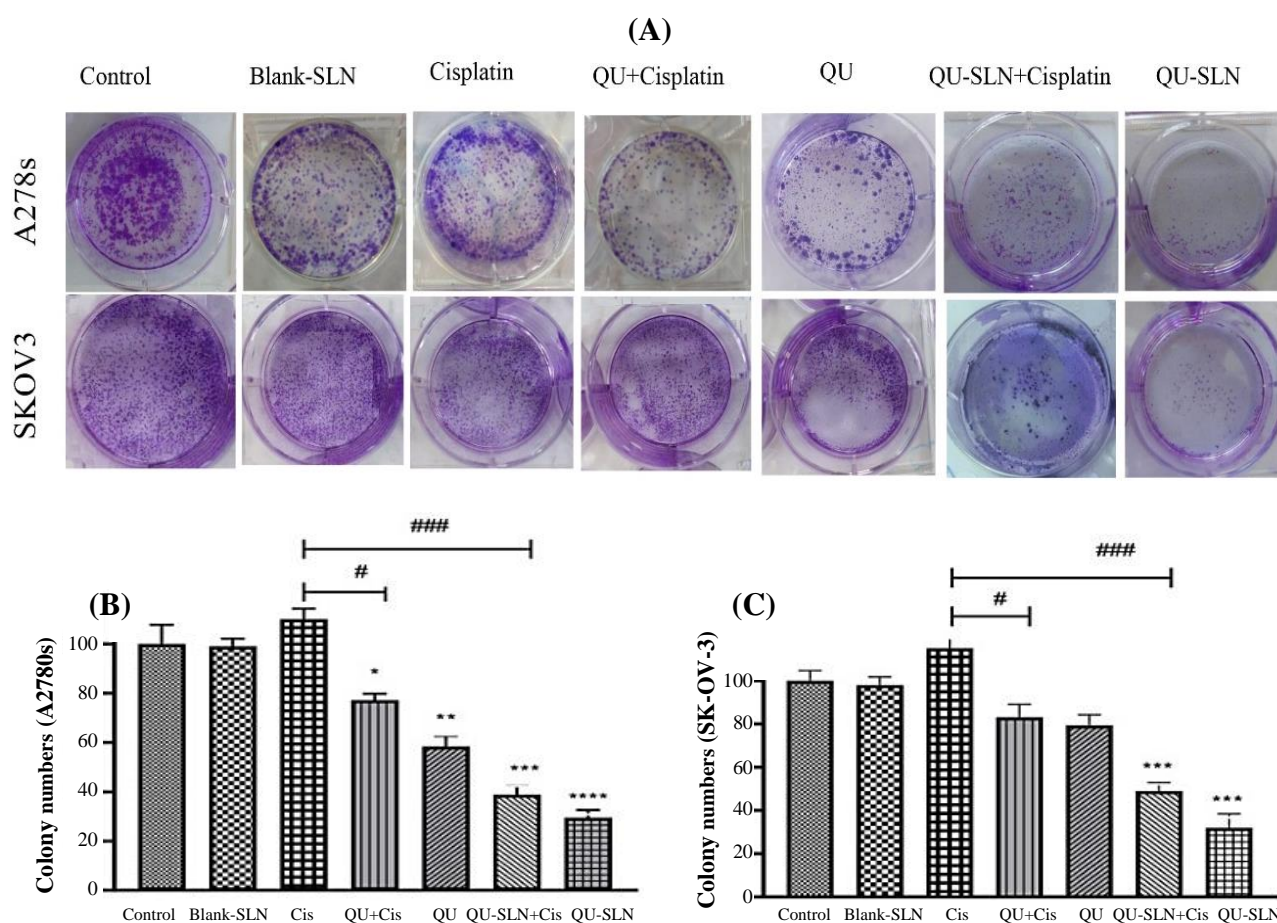 (A)
Control Blank-SLN Cisplatin QU+Cisplatin QU QU-SLN+Cisplatin QU-SLN
A278s
SKOV3
(B)
###
#
Colony numbers (A2780s)
100
80
60
40
20
0
*
**
***
****
Control Blank-SLN Cis QU+Cis QU QU-SLN+Cis QU-SLN
(C)
###
#
Colony numbers (SK-OV-3)
100
80
60
40
20
0
***
***
Control Blank-SLN Cis QU+Cis QU QU-SLN+Cis QU-SLN